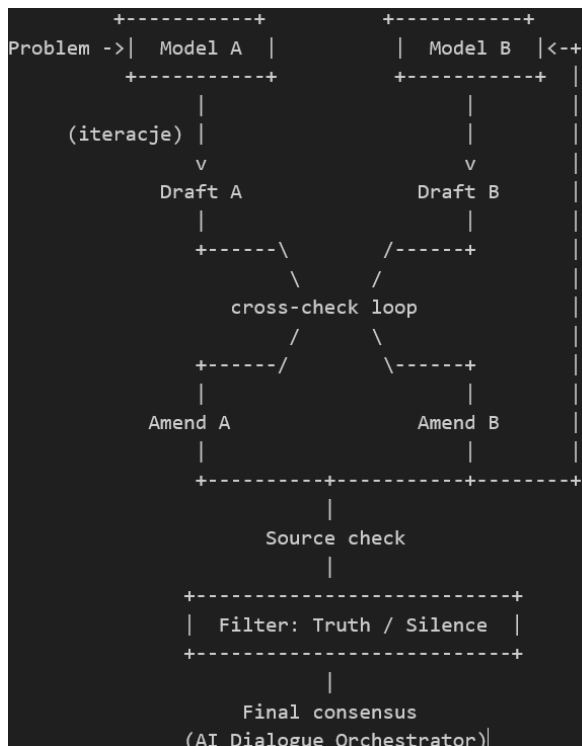 Problem -> Model A Model B
(iteracje)
Draft A Draft B
cross-check loop
Amend A Amend B
Source check
Filter: Truth / Silence
Final consensus
(AI Dialogue Orchestrator)